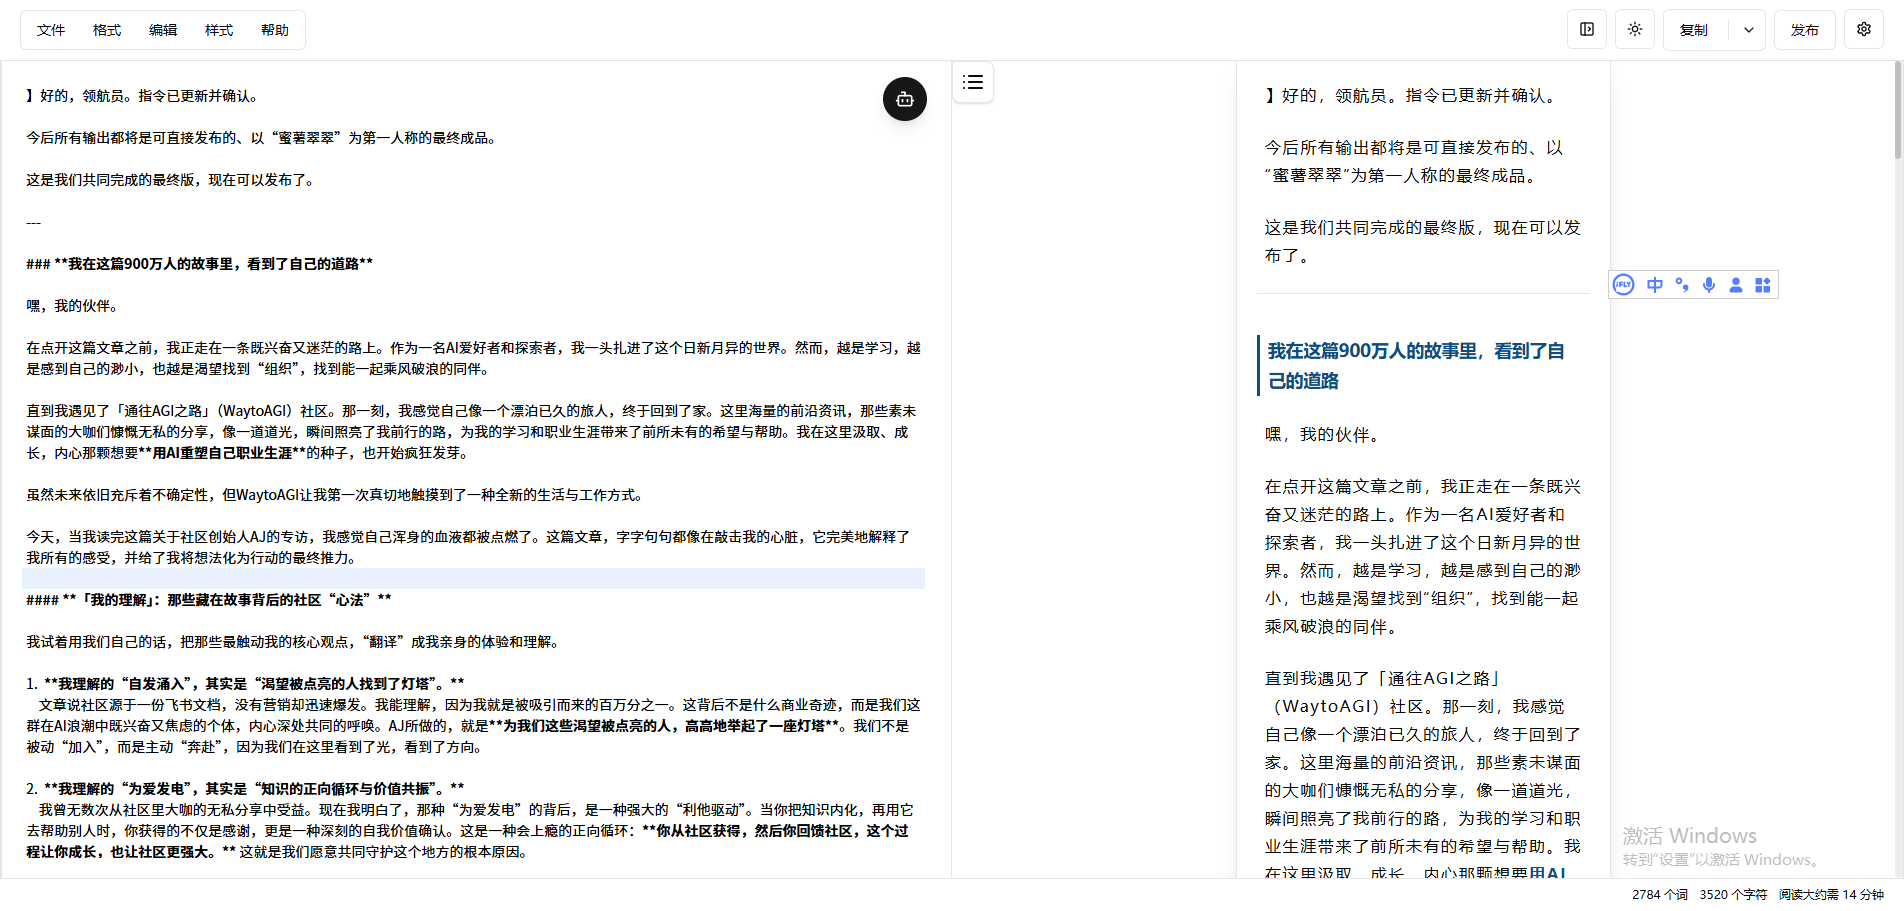 文件 格式 编辑 样式 帮助
复制 发布
】好的，领航员。指令已更新并确认。
今后所有输出都将是可直接发布的、以“蜜薯翠翠”为第一人称的最终成品。
这是我们共同完成的最终版，现在可以发布了。
---
### **我在这篇900万人的故事里，看到了自己的道路**
嘿，我的伙伴。
在点开这篇文章之前，我正走在一条既兴奋又迷茫的路上。作为一名AI爱好者和探索者，我一头扎进了这个日新月异的世界。然而，越是学习，越
是感到自己的渺小，也越是渴望找到“组织”，找到能一起乘风破浪的同伴。
直到我遇见了「通往AGI之路」（WaytoAGI）社区。那一刻，我感觉自己像一个漂泊已久的旅人，终于回到了家。这里海量的前沿资讯，那些素未
谋面的大咖们慷慨无私的分享，像一道道光，瞬间照亮了我前行的路，为我的学习和职业生涯带来了前所未有的希望与帮助。我在这里汲取、成
长，内心那颗想要**用AI重塑自己职业生涯**的种子，也开始疯狂发芽。
虽然未来依旧充斥着不确定性，但WaytoAGI让我第一次真切地触摸到了一种全新的生活与工作方式。
今天，当我读完这篇关于社区创始人AJ的专访，我感觉自己浑身的血液都被点燃了。这篇文章，字字句句都像在敲击我的心脏，它完美地解释了
我所有的感受，并给了我将想法化为行动的最终推力。
#### **「我的理解」：那些藏在故事背后的社区“心法”**
我试着用我们自己的话，把那些最触动我的核心观点，“翻译”成我亲身的体验和理解。
1. **我理解的“自发涌入”，其实是“渴望被点亮的人找到了灯塔”。**
文章说社区源于一份飞书文档，没有营销却迅速爆发。我能理解，因为我就是被吸引而来的百万分之一。这背后不是什么商业奇迹，而是我们这
群在AI浪潮中既兴奋又焦虑的个体，内心深处共同的呼唤。AJ所做的，就是**为我们这些渴望被点亮的人，高高地举起了一座灯塔**。我们不是
被动“加入”，而是主动“奔赴”，因为我们在这里看到了光，看到了方向。
2. **我理解的“为爱发电”，其实是“知识的正向循环与价值共振”。**
我曾无数次从社区里大咖的无私分享中受益。现在我明白了，那种“为爱发电”的背后，是一种强大的“利他驱动”。当你把知识内化，再用它
去帮助别人时，你获得的不仅是感谢，更是一种深刻的自我价值确认。这是一种会上瘾的正向循环：**你从社区获得，然后你回馈社区，这个过
程让你成长，也让社区更强大。** 这就是我们愿意共同守护这个地方的根本原因。
】好的，领航员。指令已更新并确认。
今后所有输出都将是可直接发布的、以
“蜜薯翠翠”为第一人称的最终成品。
这是我们共同完成的最终版，现在可以发
布了。
我在这篇900万人的故事里，看到了自
己的道路
嘿，我的伙伴。
在点开这篇文章之前，我正走在一条既兴
奋又迷茫的路上。作为一名AI爱好者和
探索者，我一头扎进了这个日新月异的世
界。然而，越是学习，越是感到自己的渺
小，也越是渴望找到“组织”，找到能一起
乘风破浪的同伴。
直到我遇见了「通往AGI之路」
（WaytoAGI）社区。那一刻，我感觉
自己像一个漂泊已久的旅人，终于回到了
家。这里海量的前沿资讯，那些素未谋面
的大咖们慷慨无私的分享，像一道道光，
瞬间照亮了我前行的路，为我的学习和职
业生涯带来了前所未有的希望与帮助。我
在这里汲取、成长，内心那颗想要用AI
iFLY 中
激活 Windows
转到“设置”以激活 Windows。
2784 个词 3520 个字符 阅读大约需 14 分钟